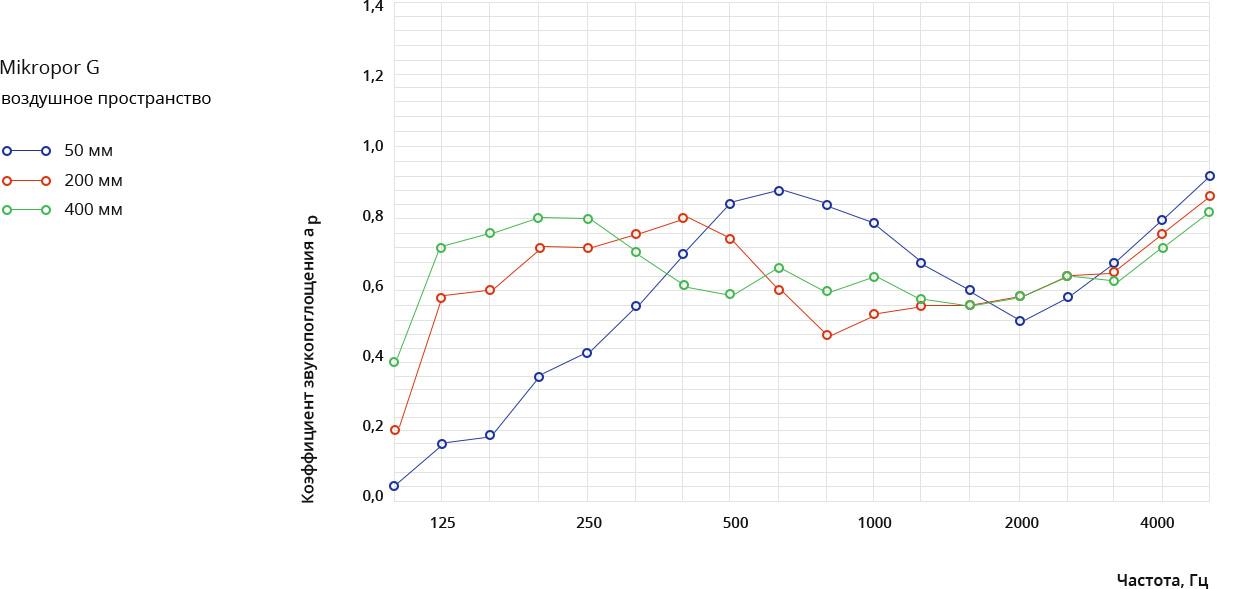 Mikropor G
воздушное пространство
50 мм
200 мм
400 мм
Коэффициент звукопоглощения a p
1,4
1,2
1,0
0,8
0,6
0,4
0,2
0,0
125 250 500 1000 2000 4000
Частота, Гц